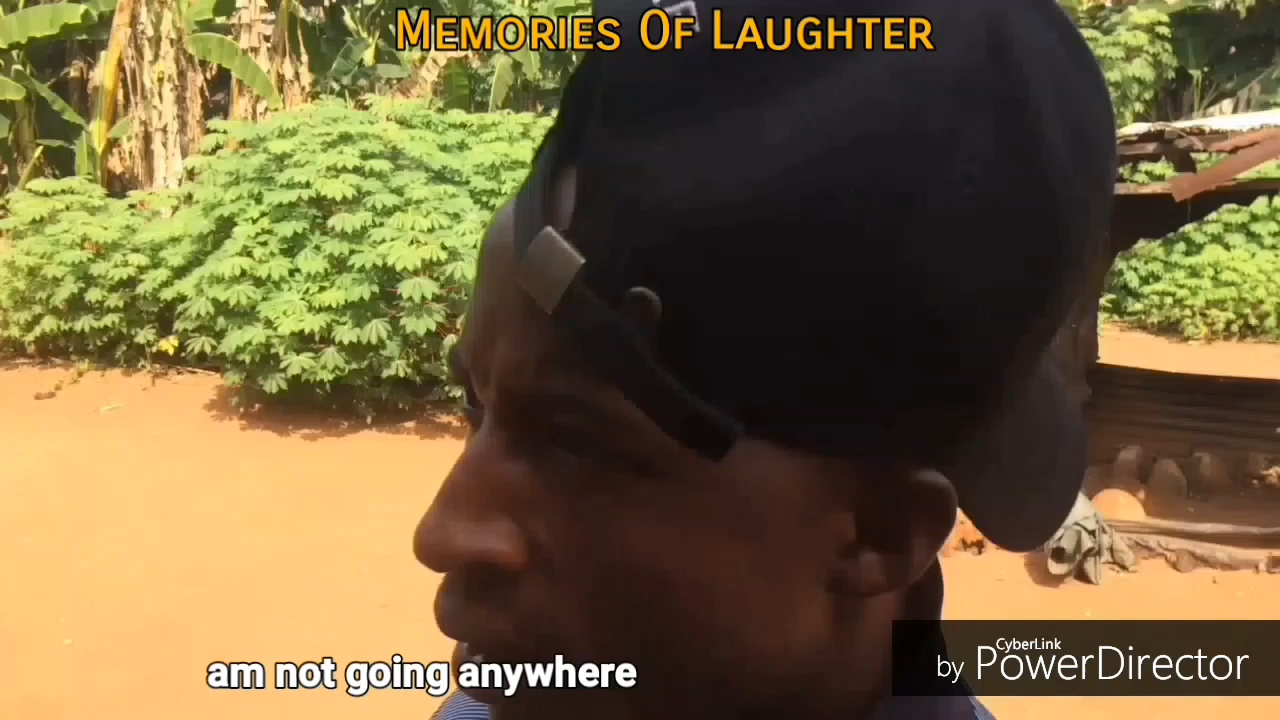 MEMORIES OF LAUGHTER
am not going anywhere
CyberLink
by PowerDirector